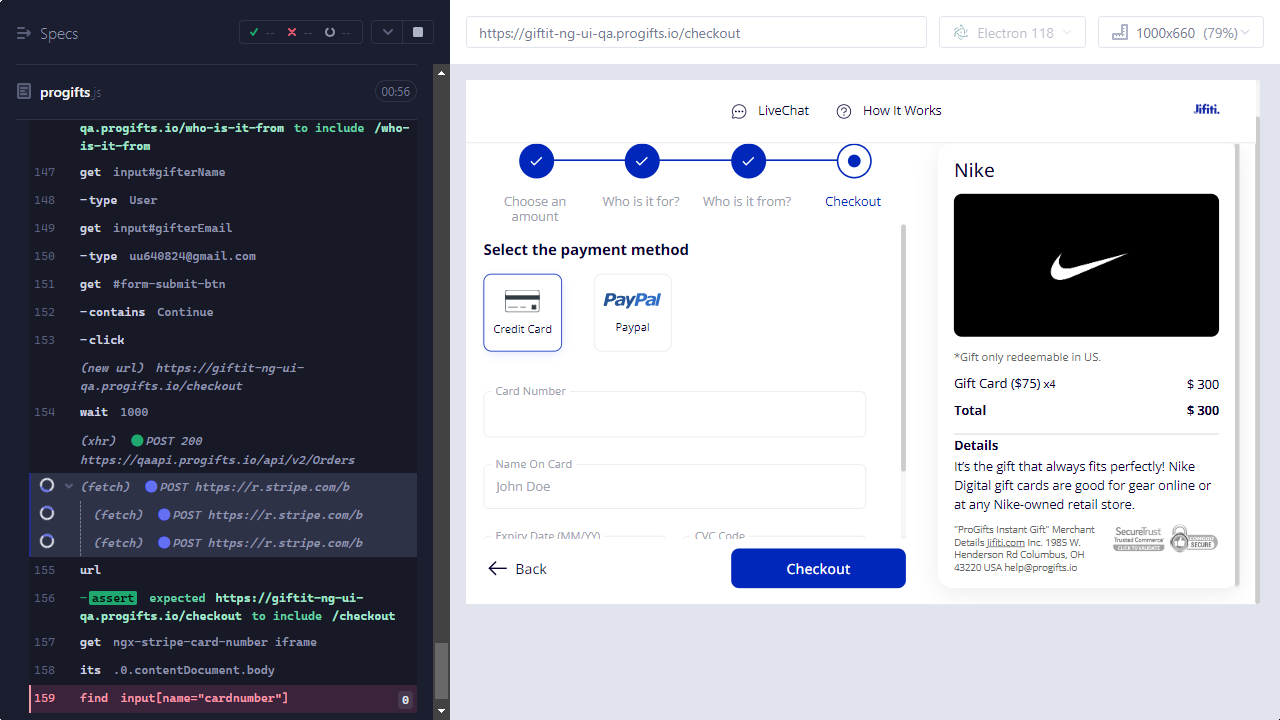 Specs
-- -- --
https://giftit-ng-ui-qa.progifts.io/checkout
Electron 118
1000x660 (79%)
progifts.js
00:56
qa.progifts.io/who-is-it-from to include /who-
is-it-from
147 get input#gifterName
148 -type User
149 get input#gifterEmail
150 -type uu640824@gmail.com
151 get #form-submit-btn
152 -contains Continue
153 -click
(new url) https://giftit-ng-ui-
qa.progifts.io/checkout
154 wait 1000
(xhr) POST 200
https://qaapi.progifts.io/api/v2/Orders
(fetch) POST https://r.stripe.com/b
(fetch) POST https://r.stripe.com/b
(fetch) POST https://r.stripe.com/b
155 url
156 -assert expected https://giftit-ng-ui-
qa.progifts.io/checkout to include /checkout
157 get ngx-stripe-card-number iframe
158 its .0.contentDocument.body
159 find input[name="cardnumber"] 0
LiveChat
How It Works
Jifiti.
Choose an
amount
Who is it for?
Who is it from?
Checkout
Select the payment method
Credit Card
PayPal
Paypal
Card Number
Name On Card
John Doe
Expiry Date (MM/YY)
CVC Code
Back
Checkout
Nike
*Gift only redeemable in US.
Gift Card ($75) x4 $ 300
Total $ 300
Details
It's the gift that always fits perfectly! Nike
Digital gift cards are good for gear online or
at any Nike-owned retail store.
"ProGifts Instant Gift" Merchant
Details Jifiti.com Inc. 1985 W.
Henderson Rd Columbus, OH
43220 USA help@progifts.io
SecureTrust
Trusted Commerce
SECURE